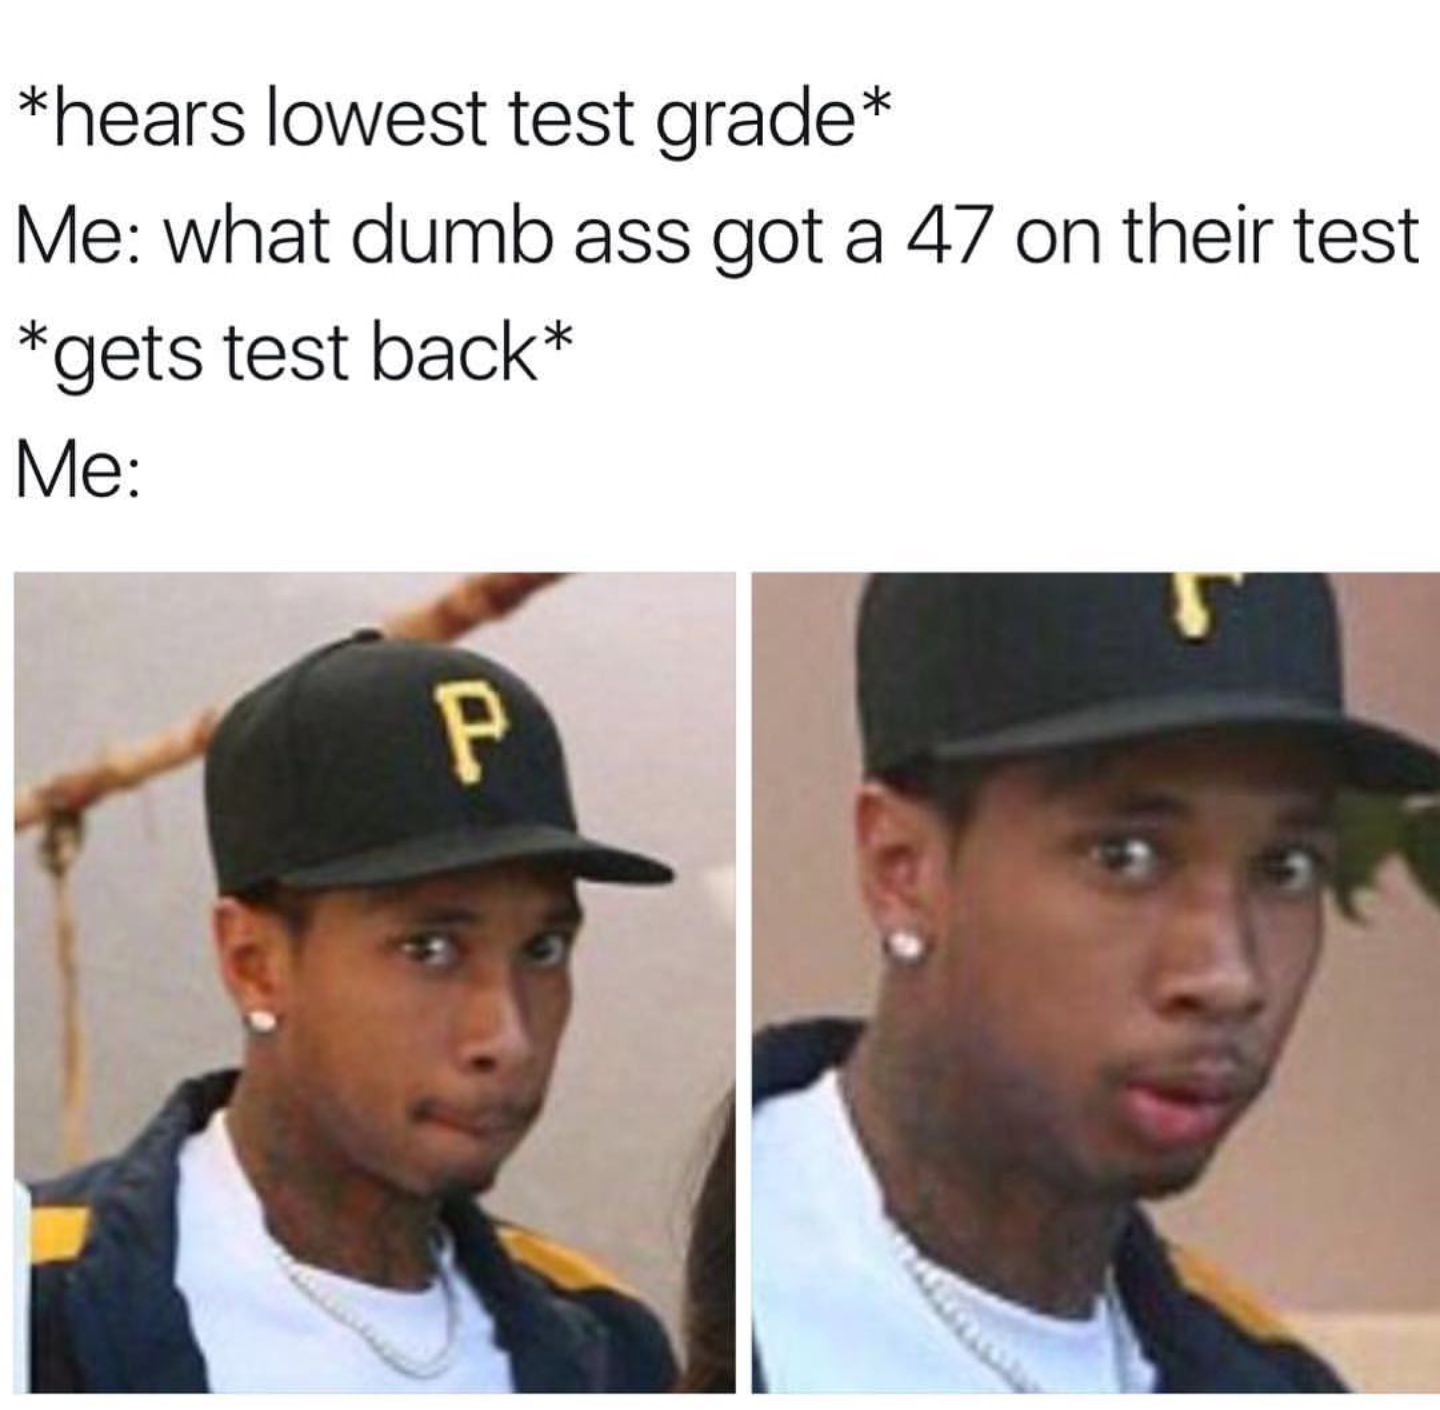 *hears lowest test grade*
Me: what dumb ass got a 47 on their test
*gets test back*
Me:
P
P